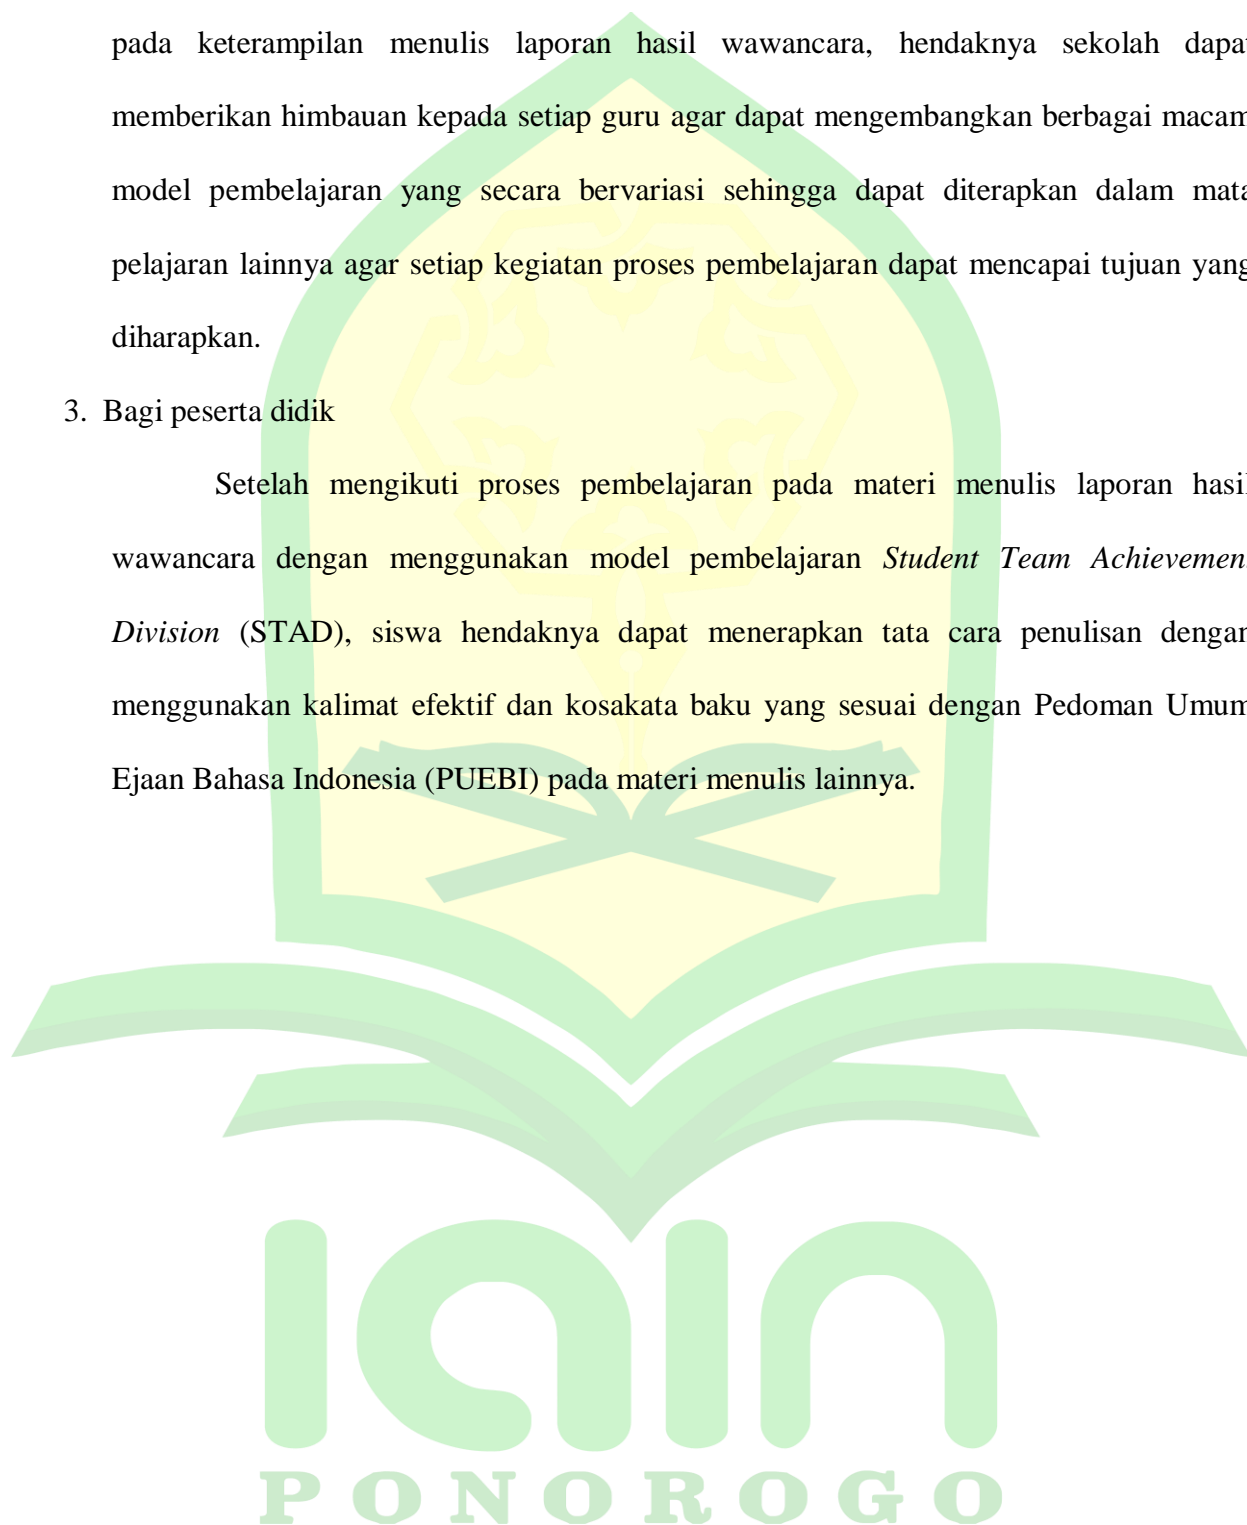 pada keterampilan menulis laporan hasil wawancara, hendaknya sekolah dapat
memberikan himbauan kepada setiap guru agar dapat mengembangkan berbagai macam
model pembelajaran yang secara bervariasi sehingga dapat diterapkan dalam mata
pelajaran lainnya agar setiap kegiatan proses pembelajaran dapat mencapai tujuan yang
diharapkan.
3. Bagi peserta didik
Setelah mengikuti proses pembelajaran pada materi menulis laporan hasil
wawancara dengan menggunakan model pembelajaran Student Team Achievement
Division (STAD), siswa hendaknya dapat menerapkan tata cara penulisan dengan
menggunakan kalimat efektif dan kosakata baku yang sesuai dengan Pedoman Umum
Ejaan Bahasa Indonesia (PUEBI) pada materi menulis lainnya.
iain
PONOROGO